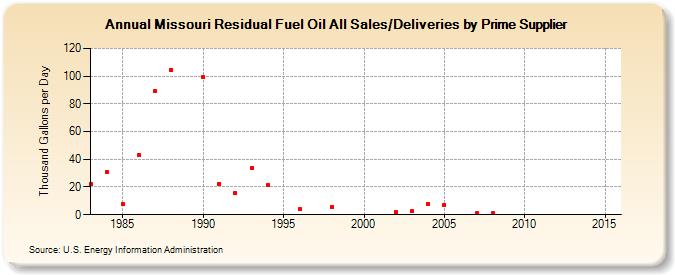 Annual Missouri Residual Fuel Oil All Sales/Deliveries by Prime Supplier
Thousand Gallons per Day
120
100
80
60
40
20
0
1985 1990 1995 2000 2005 2010 2015
Source: U.S. Energy Information Administration